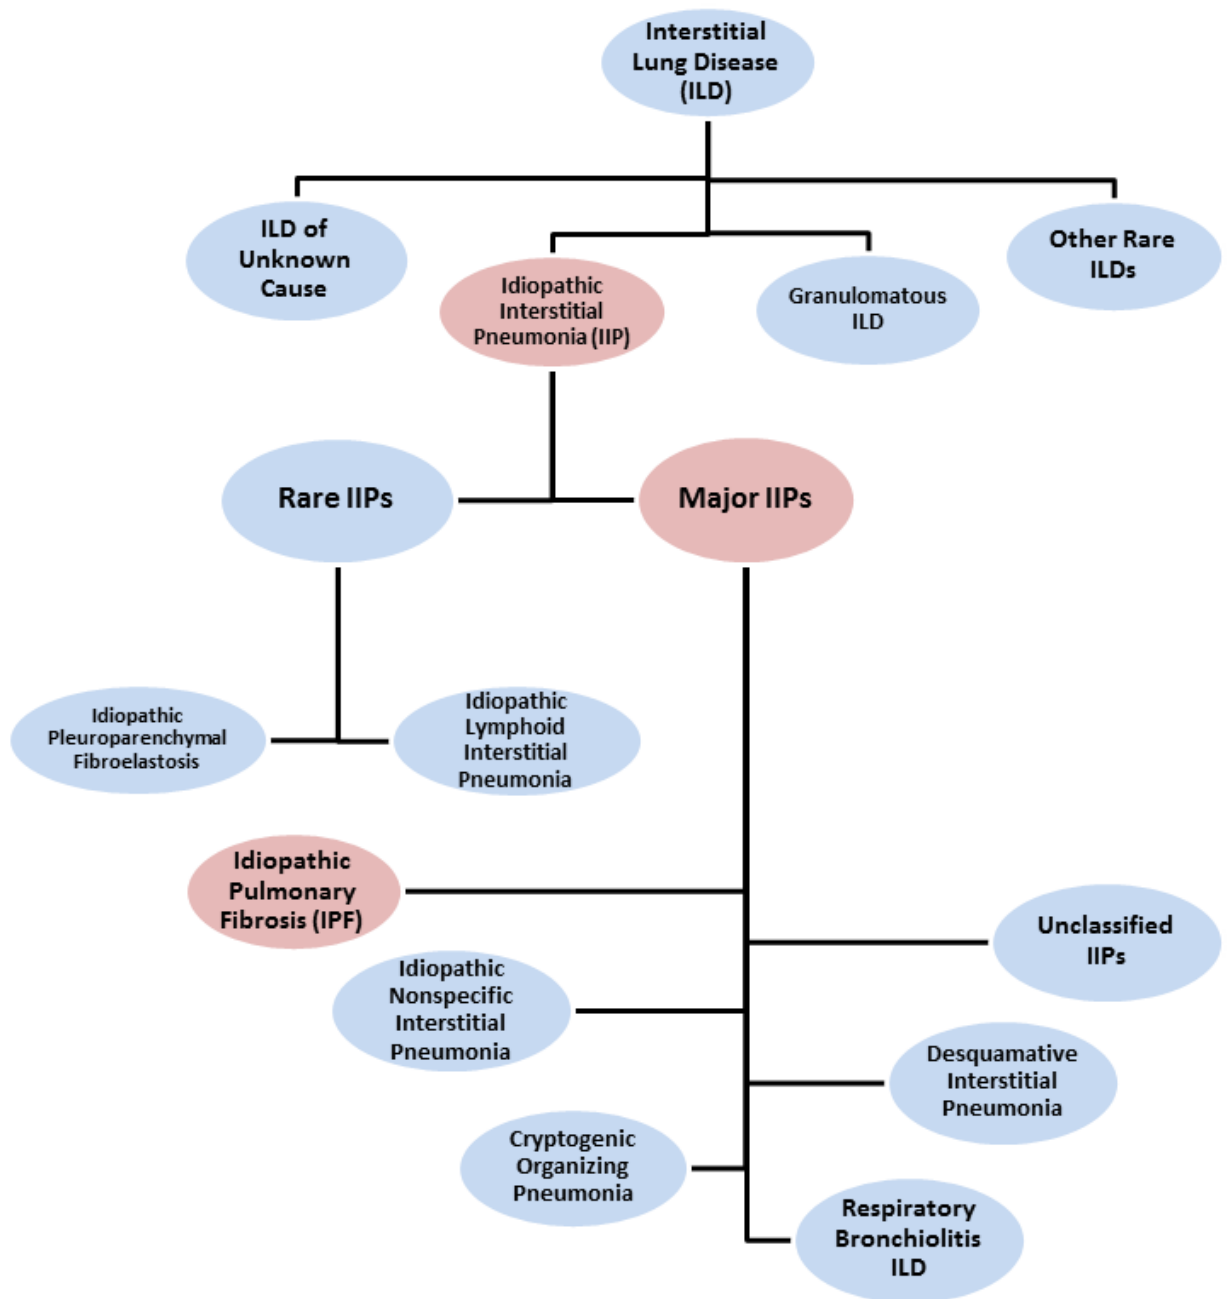 Interstitial
Lung Disease
(ILD)
ILD of
Unknown
Cause
Idiopathic
Interstitial
Pneumonia (IIP)
Granulomatous
ILD
Other Rare
ILDs
Rare IIPs
Major IIPs
Idiopathic
Pleuroparenchymal
Fibroelastosis
Idiopathic
Lymphoid
Interstitial
Pneumonia
Idiopathic
Pulmonary
Fibrosis (IPF)
Unclassified
IIPs
Idiopathic
Nonspecific
Interstitial
Pneumonia
Desquamative
Interstitial
Pneumonia
Cryptogenic
Organizing
Pneumonia
Respiratory
Bronchiolitis
ILD